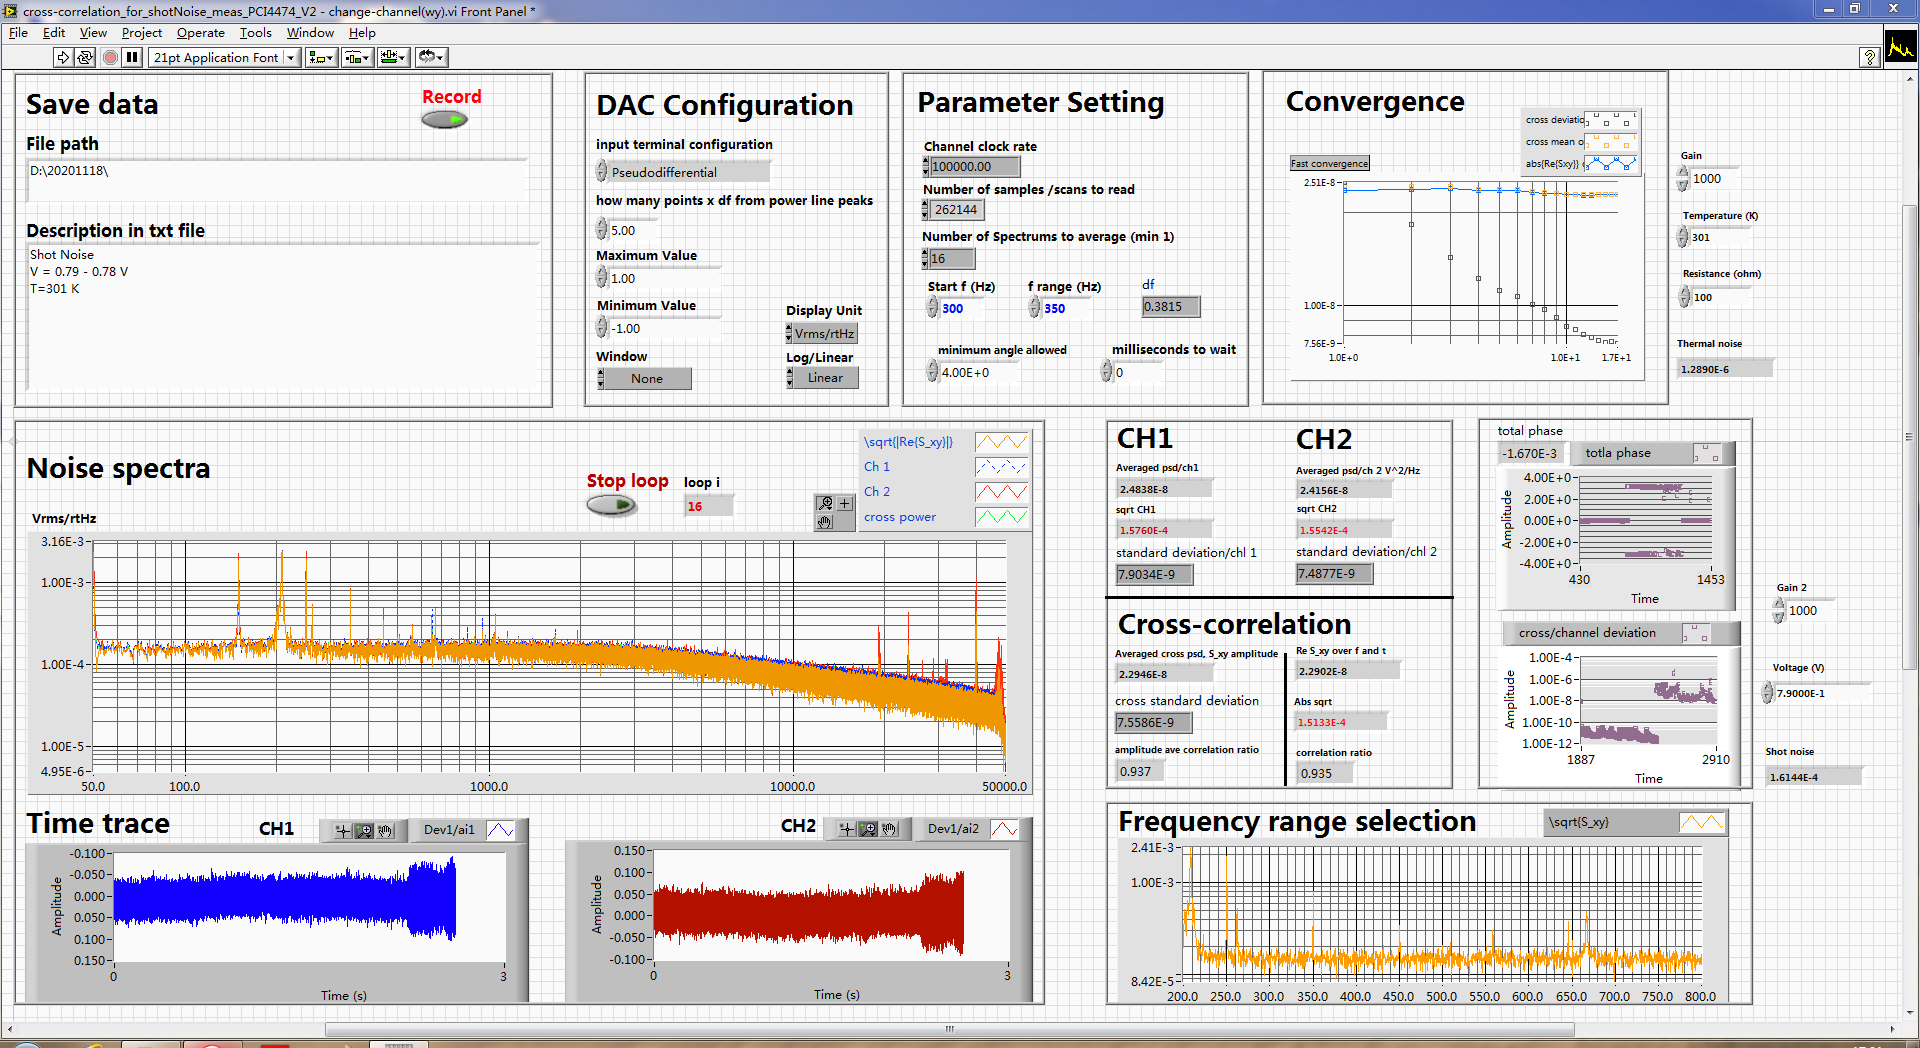 cross-correlation_for_shotNoise_meas_PCI4474_V2 - change-channel(wy).vi Front Panel *
File Edit View Project Operate Tools Window Help
21pt Application Font
Save data
Record
File path
D:\20201118\
Description in txt file
Shot Noise
V = 0.79 - 0.78 V
T=301 K
DAC Configuration
input terminal configuration
Pseudodifferential
how many points x df from power line peaks
5.00
Maximum Value
1.00
Minimum Value
-1.00
Window
None
Display Unit
Vrms/rtHz
Log/Linear
Linear
Parameter Setting
Channel clock rate
100000.00
Number of samples /scans to read
262144
Number of Spectrums to average (min 1)
16
Start f (Hz) f range (Hz) df
300 350 0.3815
minimum angle allowed milliseconds to wait
4.00E+0 0
Convergence
cross deviatio
cross mean o
abs{Re{Sxy}}
Fast convergence
2.51E-8
1.00E-8
7.56E-9
1.0E+0 1.0E+1 1.7E+1
Gain
1000
Temperature (K)
301
Resistance (ohm)
100
Thermal noise
1.2890E-6
Noise spectra
Stop loop
loop i
16
\sqrt{|Re{S_xy}|}
Ch 1
Ch 2
cross power
Vrms/rtHz
3.16E-3
1.00E-3
1.00E-4
1.00E-5
4.95E-6
50.0 100.0 1000.0 10000.0 50000.0
Time trace
CH1
Dev1/ai1
Amplitude
-0.100
-0.050
0.000
0.050
0.100
0.150
0 3
Time (s)
CH2
Dev1/ai2
Amplitude
0.150
0.100
0.050
0.000
-0.050
-0.100
0 3
Time (s)
CH1
Averaged psd/ch1
2.4838E-8
sqrt CH1
1.5760E-4
standard deviation/chl 1
7.9034E-9
CH2
Averaged psd/ch 2 V^2/Hz
2.4156E-8
sqrt CH2
1.5542E-4
standard deviation/chl 2
7.4877E-9
Cross-correlation
Averaged cross psd, S_xy amplitude
2.2946E-8
cross standard deviation
7.5586E-9
amplitude ave correlation ratio
0.937
Re S_xy over f and t
2.2902E-8
Abs sqrt
1.5133E-4
correlation ratio
0.935
total phase
-1.670E-3
totla phase
Amplitude
4.00E+0
2.00E+0
0.00E+0
-2.00E+0
-4.00E+0
430 1453
Time
cross/channel deviation
Amplitude
1.00E-4
1.00E-6
1.00E-8
1.00E-10
1.00E-12
1887 2910
Time
Gain 2
1000
Voltage (V)
7.9000E-1
Shot noise
1.6144E-4
Frequency range selection
\sqrt{S_xy}
2.41E-3
1.00E-3
8.42E-5
200.0 250.0 300.0 350.0 400.0 450.0 500.0 550.0 600.0 650.0 700.0 750.0 800.0